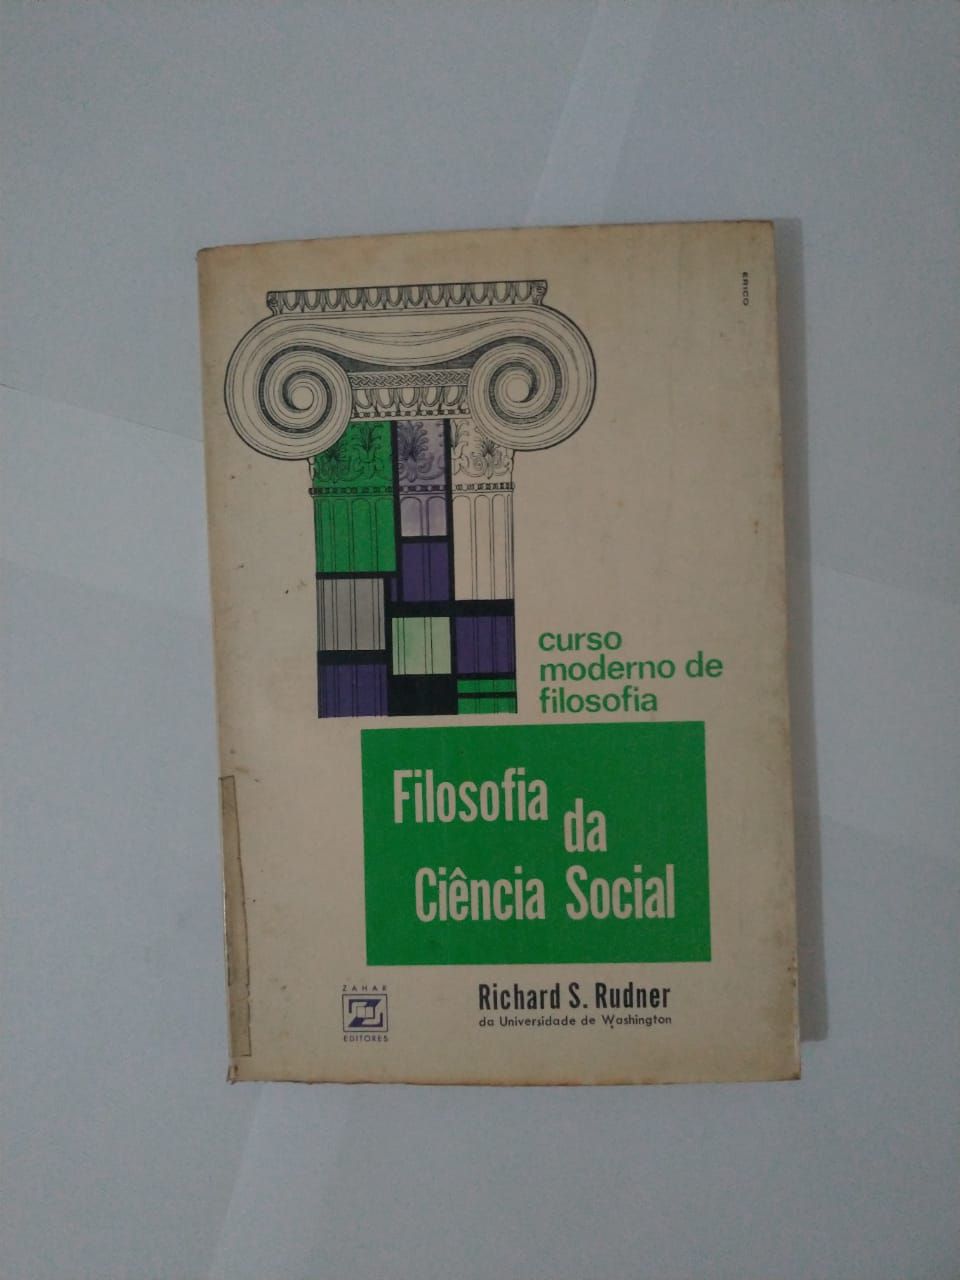 ERICO
curso
moderno de
filosofia
Filosofia
da
Ciência Social
ZAHAR
EDITORES
Richard S. Rudner
da Universidade de Washington